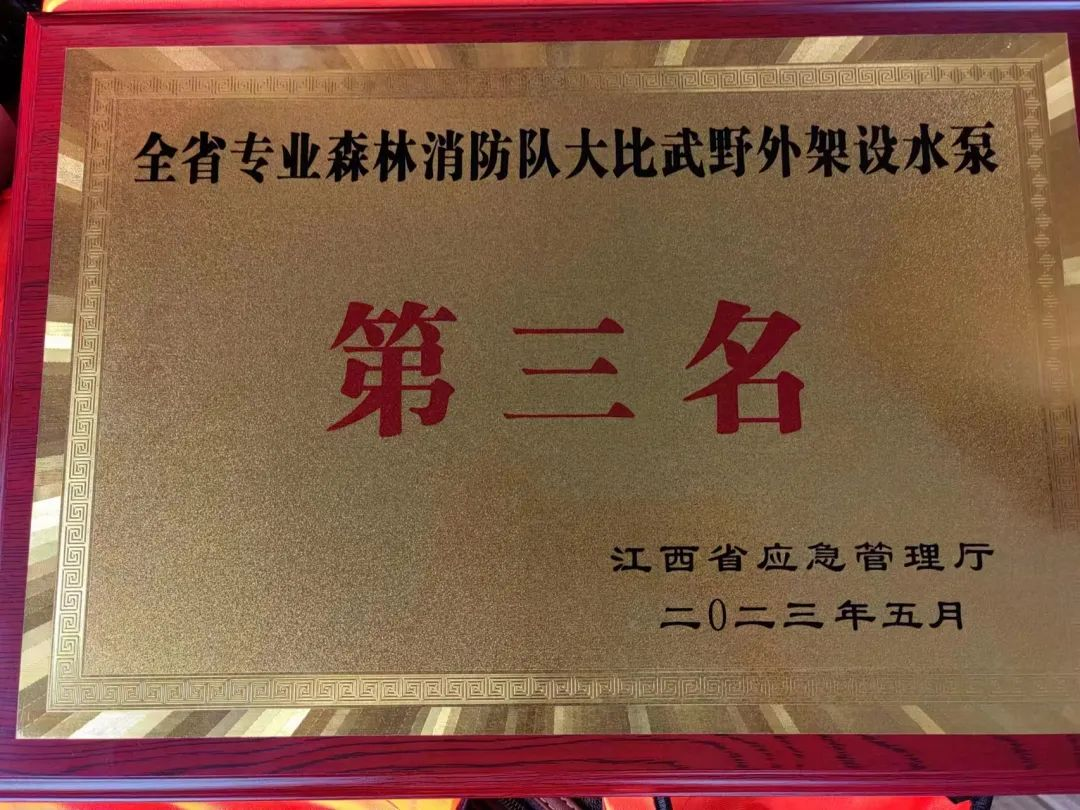 全省专业森林消防队大比武野外架设水泵
第三名
江西省应急管理厅
二0二三年五月